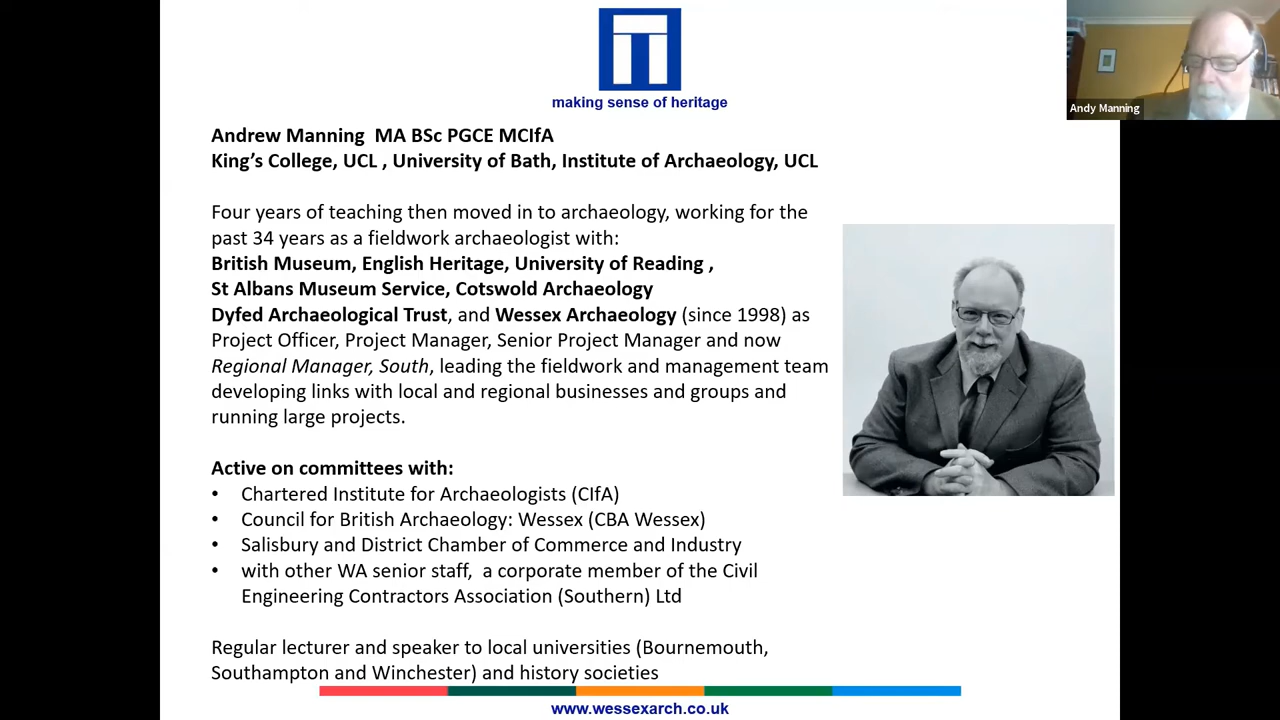 making sense of heritage
Andy Manning
Andrew Manning MA BSc PGCE MCIfA
King's College, UCL , University of Bath, Institute of Archaeology, UCL
Four years of teaching then moved in to archaeology, working for the
past 34 years as a fieldwork archaeologist with:
British Museum, English Heritage, University of Reading ,
St Albans Museum Service, Cotswold Archaeology
Dyfed Archaeological Trust, and Wessex Archaeology (since 1998) as
Project Officer, Project Manager, Senior Project Manager and now
Regional Manager, South, leading the fieldwork and management team
developing links with local and regional businesses and groups and
running large projects.
Active on committees with:
• Chartered Institute for Archaeologists (CIfA)
• Council for British Archaeology: Wessex (CBA Wessex)
• Salisbury and District Chamber of Commerce and Industry
• with other WA senior staff, a corporate member of the Civil
Engineering Contractors Association (Southern) Ltd
Regular lecturer and speaker to local universities (Bournemouth,
Southampton and Winchester) and history societies
www.wessexarch.co.uk